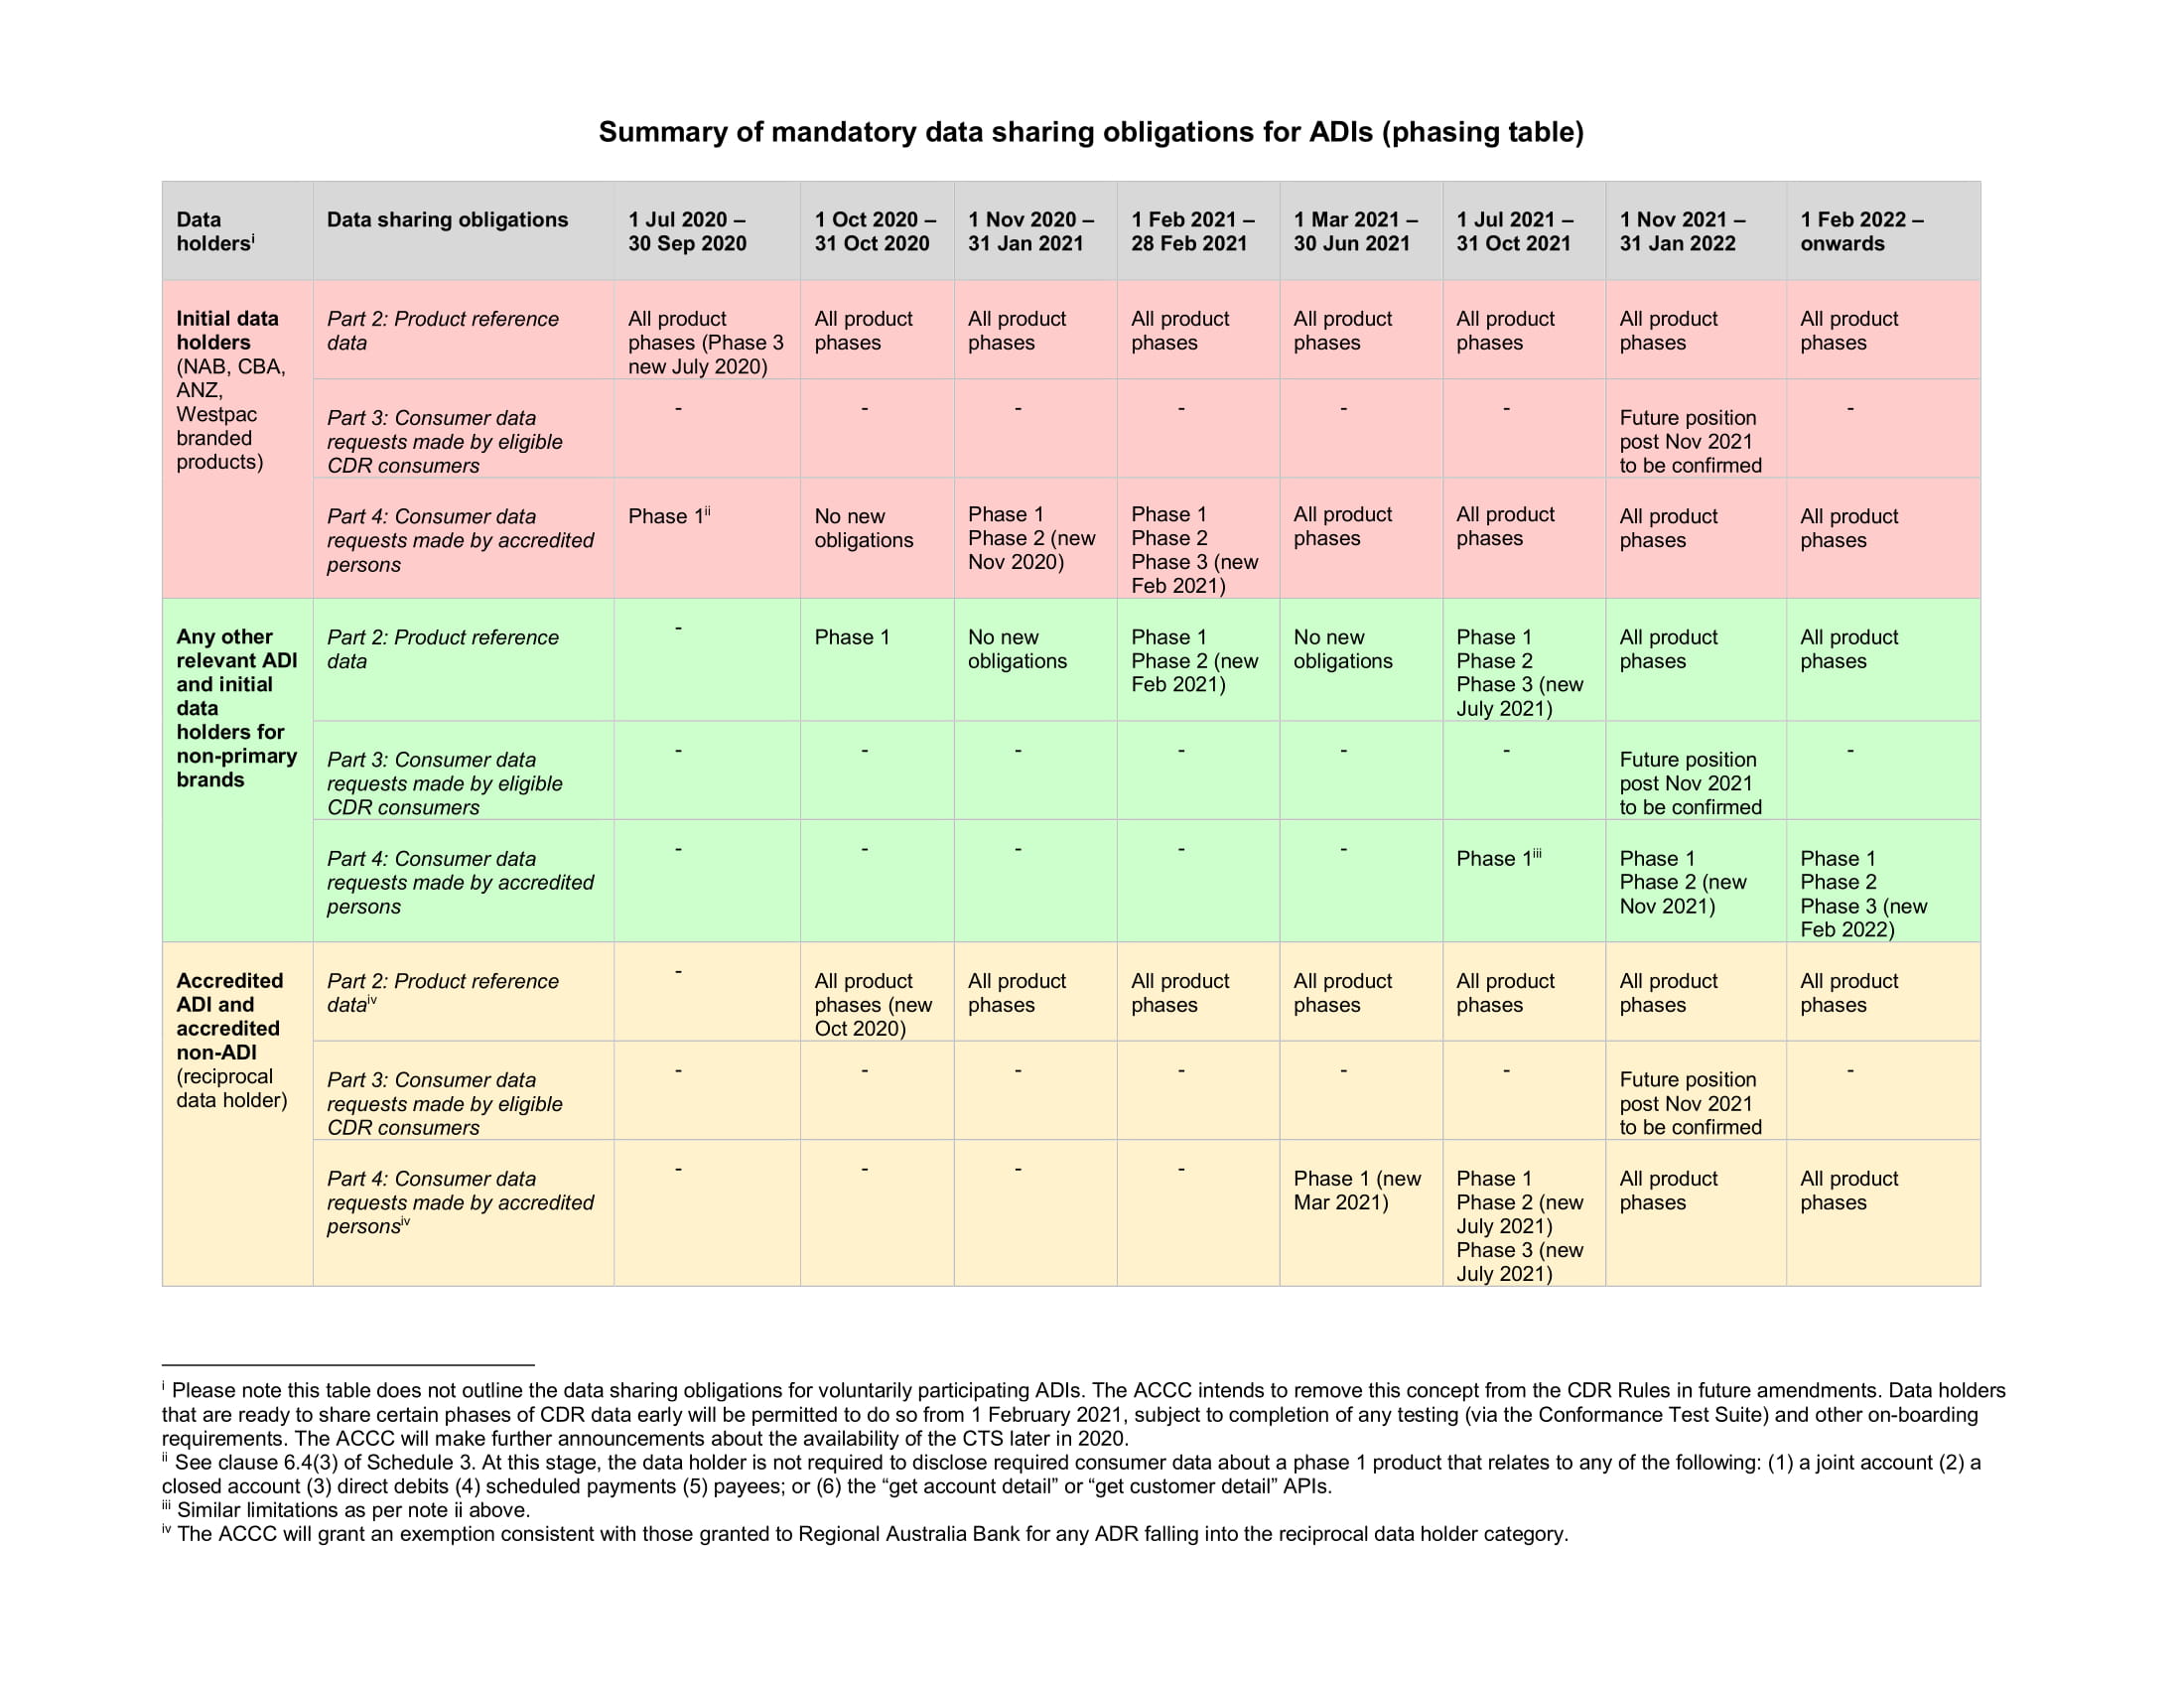 Summary of mandatory data sharing obligations for ADIs (phasing table)
Data
holdersⁱ
Data sharing obligations
1 Jul 2020 –
30 Sep 2020
1 Oct 2020 –
31 Oct 2020
1 Nov 2020 –
31 Jan 2021
1 Feb 2021 –
28 Feb 2021
1 Mar 2021 –
30 Jun 2021
1 Jul 2021 –
31 Oct 2021
1 Nov 2021 –
31 Jan 2022
1 Feb 2022 –
onwards
Initial data
holders
(NAB, CBA,
ANZ,
Westpac
branded
products)
Part 2: Product reference
data
All product
phases (Phase 3
new July 2020)
All product
phases
All product
phases
All product
phases
All product
phases
All product
phases
All product
phases
All product
phases
Part 3: Consumer data
requests made by eligible
CDR consumers
-
-
-
-
-
-
Future position
post Nov 2021
to be confirmed
-
Part 4: Consumer data
requests made by accredited
persons
Phase 1ⁱⁱ
No new
obligations
Phase 1
Phase 2 (new
Nov 2020)
Phase 1
Phase 2
Phase 3 (new
Feb 2021)
All product
phases
All product
phases
All product
phases
All product
phases
Any other
relevant ADI
and initial
data
holders for
non-primary
brands
Part 2: Product reference
data
-
Phase 1
No new
obligations
Phase 1
Phase 2 (new
Feb 2021)
No new
obligations
Phase 1
Phase 2
Phase 3 (new
July 2021)
All product
phases
All product
phases
Part 3: Consumer data
requests made by eligible
CDR consumers
-
-
-
-
-
-
Future position
post Nov 2021
to be confirmed
-
Part 4: Consumer data
requests made by accredited
persons
-
-
-
-
-
Phase 1ⁱⁱⁱ
Phase 1
Phase 2 (new
Nov 2021)
Phase 1
Phase 2
Phase 3 (new
Feb 2022)
Accredited
ADI and
accredited
non-ADI
(reciprocal
data holder)
Part 2: Product reference
dataⁱᵛ
-
All product
phases (new
Oct 2020)
All product
phases
All product
phases
All product
phases
All product
phases
All product
phases
All product
phases
Part 3: Consumer data
requests made by eligible
CDR consumers
-
-
-
-
-
-
Future position
post Nov 2021
to be confirmed
-
Part 4: Consumer data
requests made by accredited
personsⁱᵛ
-
-
-
-
Phase 1 (new
Mar 2021)
Phase 1
Phase 2 (new
July 2021)
Phase 3 (new
July 2021)
All product
phases
All product
phases
ⁱ Please note this table does not outline the data sharing obligations for voluntarily participating ADIs. The ACCC intends to remove this concept from the CDR Rules in future amendments. Data holders
that are ready to share certain phases of CDR data early will be permitted to do so from 1 February 2021, subject to completion of any testing (via the Conformance Test Suite) and other on-boarding
requirements. The ACCC will make further announcements about the availability of the CTS later in 2020.
ⁱⁱ See clause 6.4(3) of Schedule 3. At this stage, the data holder is not required to disclose required consumer data about a phase 1 product that relates to any of the following: (1) a joint account (2) a
closed account (3) direct debits (4) scheduled payments (5) payees; or (6) the “get account detail” or “get customer detail” APIs.
ⁱⁱⁱ Similar limitations as per note ii above.
ⁱᵛ The ACCC will grant an exemption consistent with those granted to Regional Australia Bank for any ADR falling into the reciprocal data holder category.